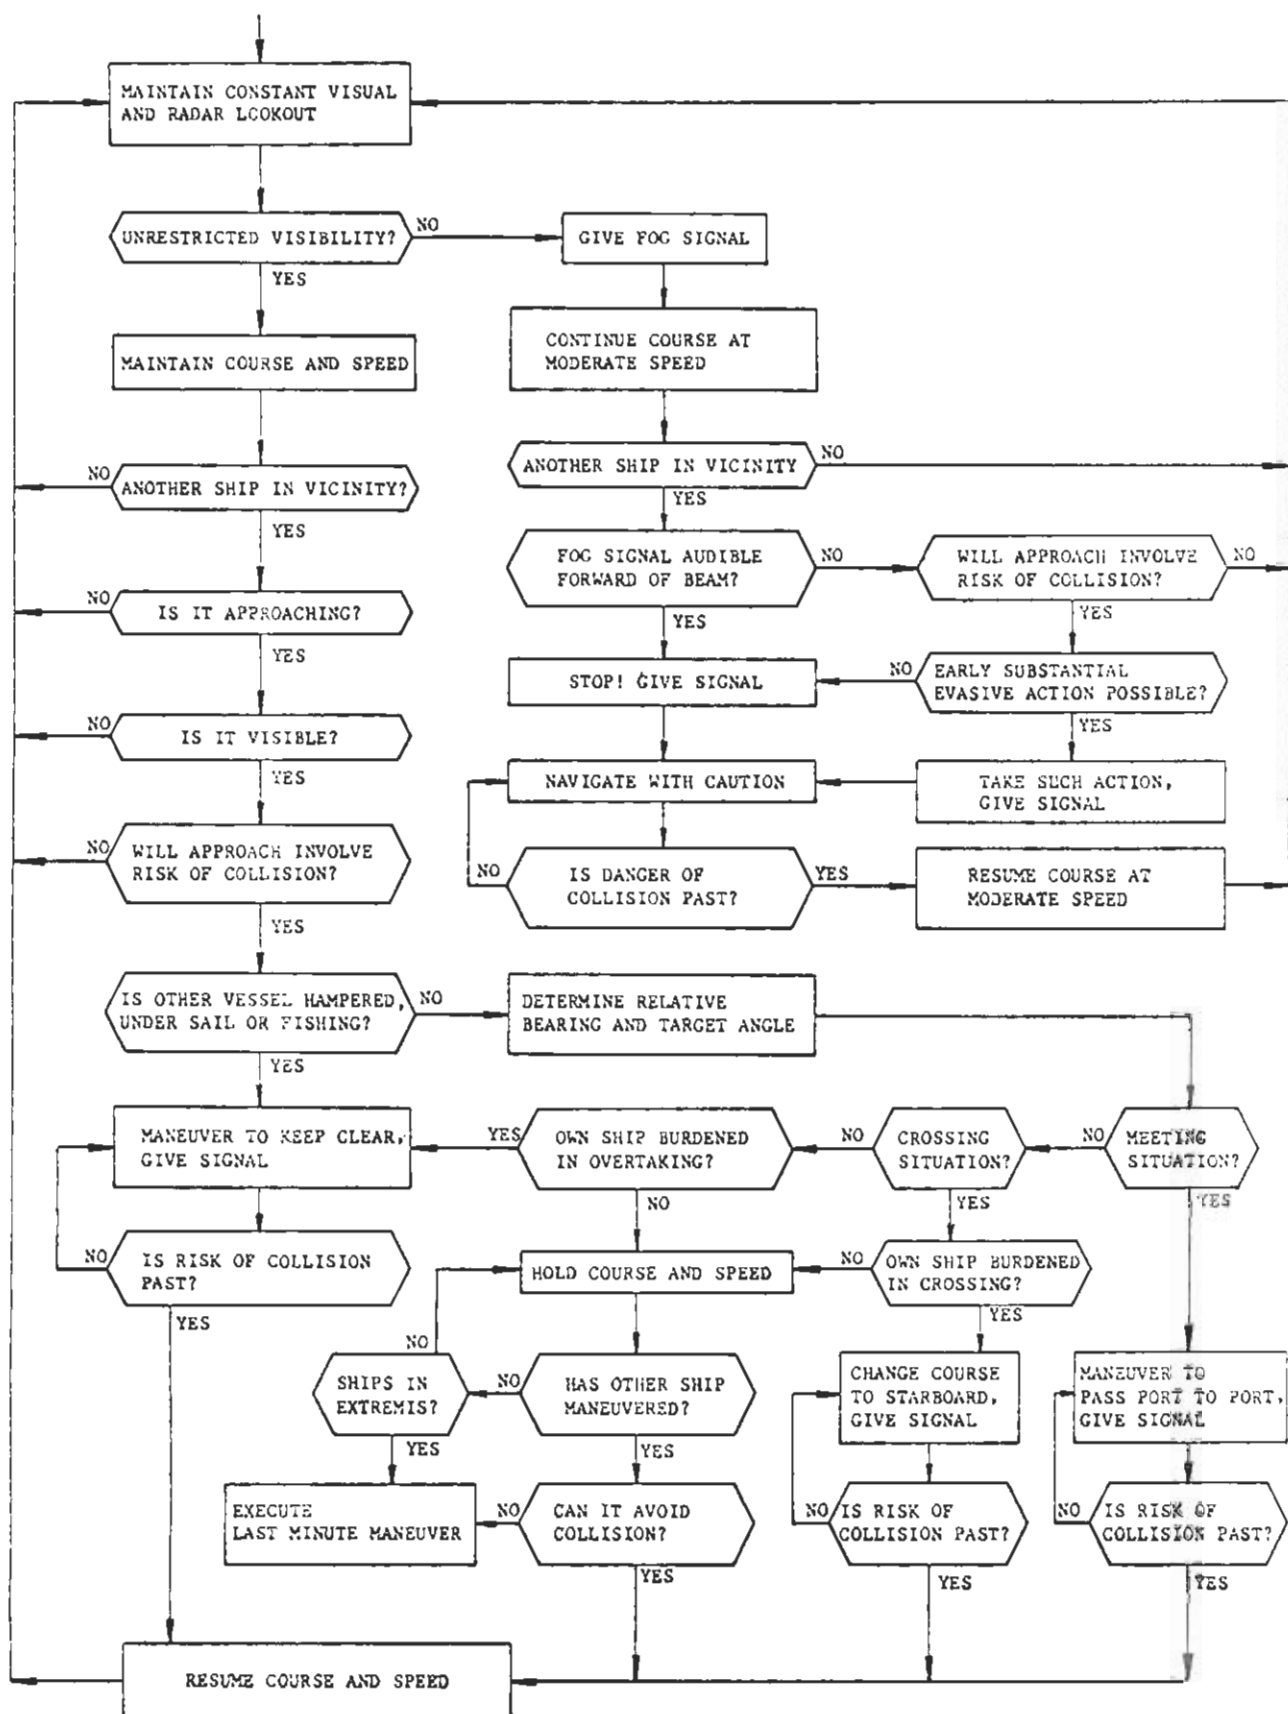 MAINTAIN CONSTANT VISUAL
AND RADAR LOOKOUT
UNRESTRICTED VISIBILITY?
NO
GIVE FOG SIGNAL
YES
CONTINUE COURSE AT
MODERATE SPEED
MAINTAIN COURSE AND SPEED
NO
ANOTHER SHIP IN VICINITY?
YES
ANOTHER SHIP IN VICINITY
NO
YES
FOG SIGNAL AUDIBLE
FORWARD OF BEAM?
NO
YES
WILL APPROACH INVOLVE
RISK OF COLLISION?
NO
YES
NO
IS IT APPROACHING?
YES
STOP! GIVE SIGNAL
NO
EARLY SUBSTANTIAL
EVASIVE ACTION POSSIBLE?
YES
NO
IS IT VISIBLE?
YES
NAVIGATE WITH CAUTION
TAKE SUCH ACTION,
GIVE SIGNAL
NO
WILL APPROACH INVOLVE
RISK OF COLLISION?
YES
NO
IS DANGER OF
COLLISION PAST?
YES
RESUME COURSE AT
MODERATE SPEED
IS OTHER VESSEL HAMPERED,
UNDER SAIL OR FISHING?
NO
YES
DETERMINE RELATIVE
BEARING AND TARGET ANGLE
MANEUVER TO KEEP CLEAR,
GIVE SIGNAL
YES
OWN SHIP BURDENED
IN OVERTAKING?
NO
NO
CROSSING
SITUATION?
YES
NO
MEETING
SITUATION?
YES
NO
IS RISK OF COLLISION
PAST?
YES
HOLD COURSE AND SPEED
NO
OWN SHIP BURDENED
IN CROSSING?
YES
NO
SHIPS IN
EXTREMIS?
YES
NO
HAS OTHER SHIP
MANEUVERED?
YES
CHANGE COURSE
TO STARBOARD,
GIVE SIGNAL
MANEUVER TO
PASS PORT TO PORT,
GIVE SIGNAL
EXECUTE
LAST MINUTE MANEUVER
NO
CAN IT AVOID
COLLISION?
YES
NO
IS RISK OF
COLLISION PAST?
YES
NO
IS RISK OF
COLLISION PAST?
YES
RESUME COURSE AND SPEED